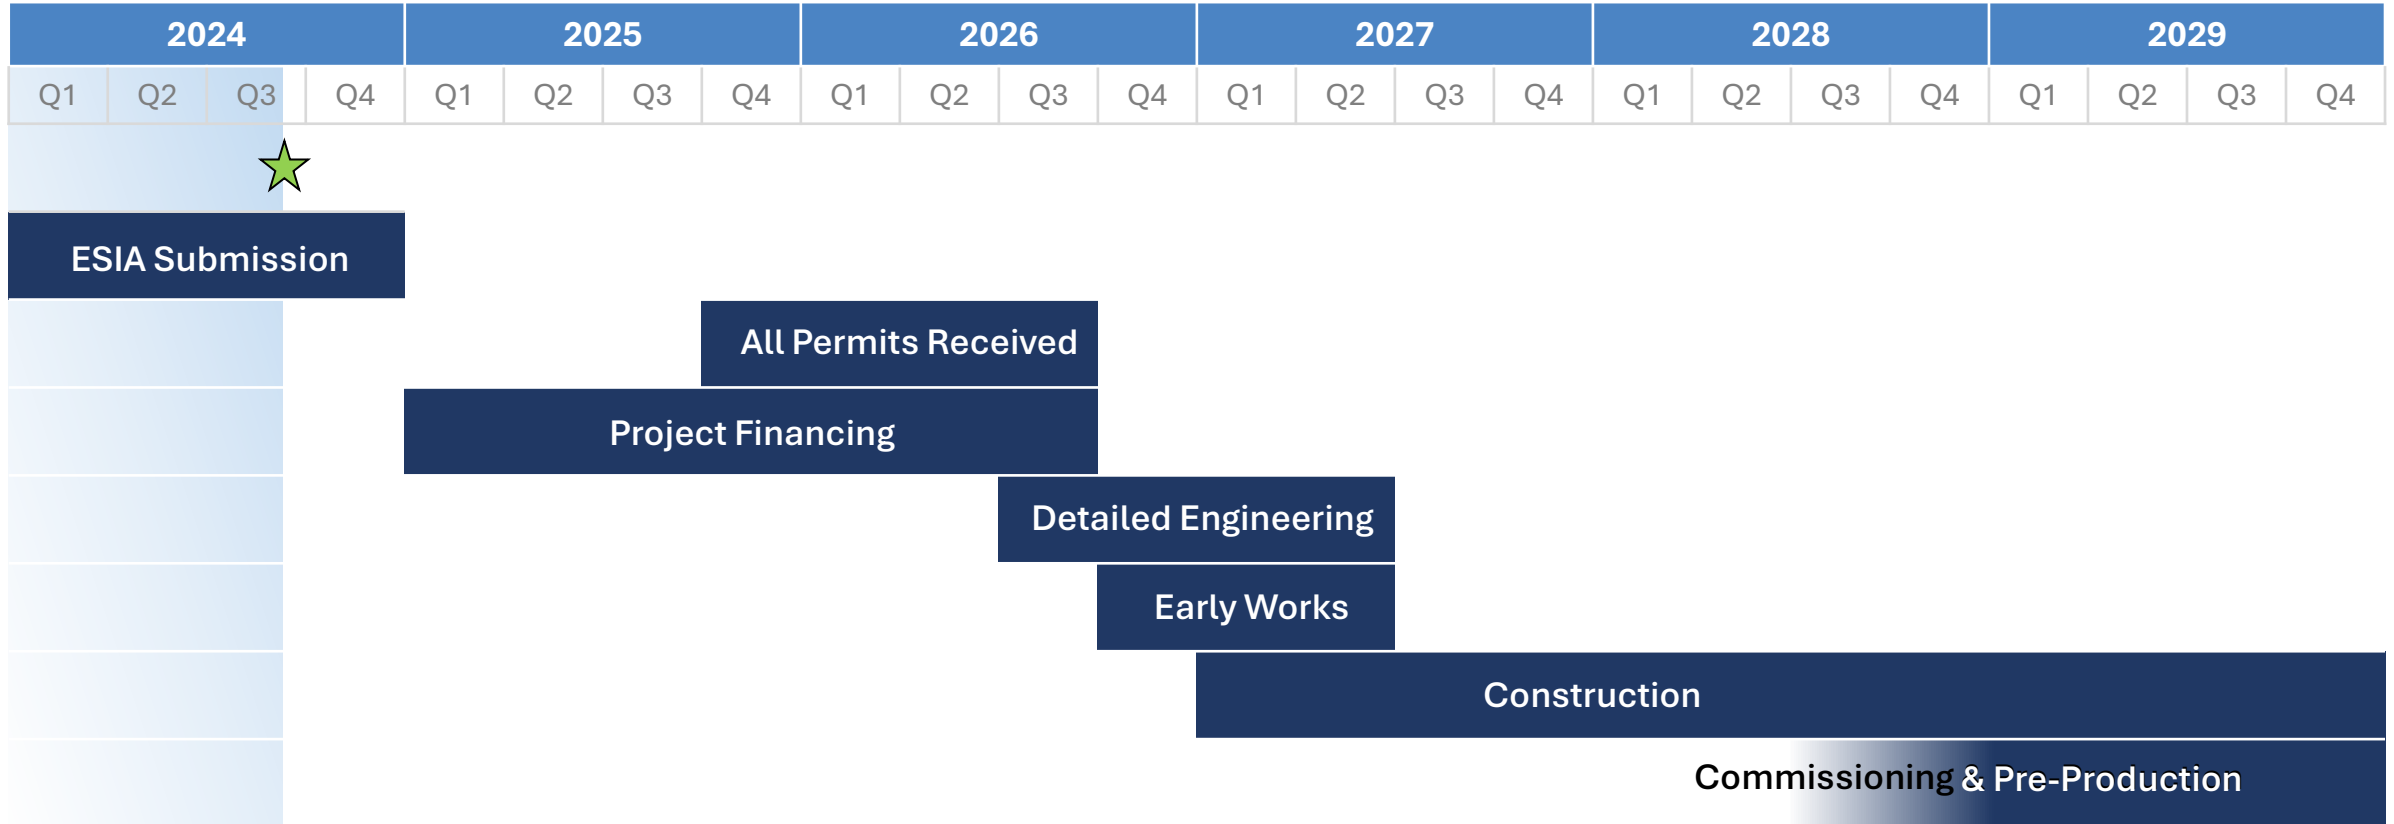 2024 2025 2026 2027 2028 2029
Q1 Q2 Q3 Q4 Q1 Q2 Q3 Q4 Q1 Q2 Q3 Q4 Q1 Q2 Q3 Q4 Q1 Q2 Q3 Q4 Q1 Q2 Q3 Q4
ESIA Submission
All Permits Received
Project Financing
Detailed Engineering
Early Works
Construction
Commissioning & Pre-Production